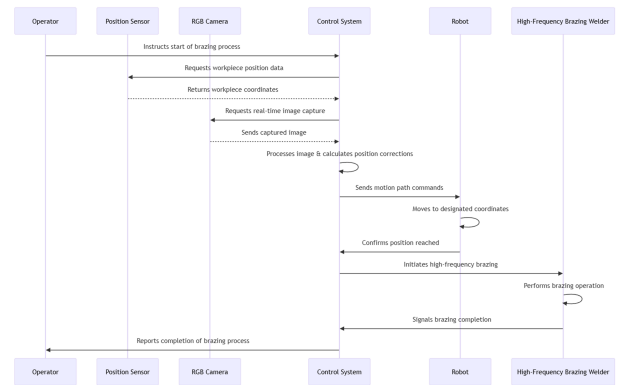 Operator
Position Sensor
RGB Camera
Control System
Robot
High-Frequency Brazing Welder
Instructs start of brazing process
Requests workpiece position data
Returns workpiece coordinates
Requests real-time image capture
Sends captured image
Processes image & calculates position corrections
Sends motion path commands
Moves to designated coordinates
Confirms position reached
Initiates high-frequency brazing
Performs brazing operation
Signals brazing completion
Reports completion of brazing process
Operator
Position Sensor
RGB Camera
Control System
Robot
High-Frequency Brazing Welder